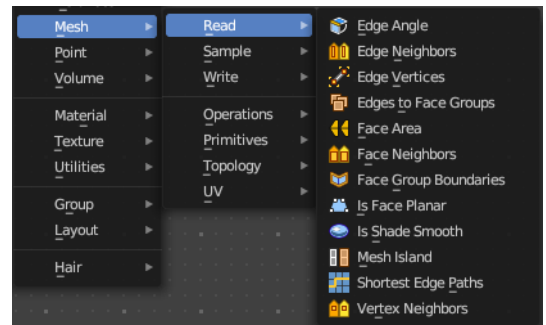 Mesh
Point
Volume
Material
Texture
Utilities
Group
Layout
Hair
Read
Sample
Write
Operations
Primitives
Topology
UV
Edge Angle
Edge Neighbors
Edge Vertices
Edges to Face Groups
Face Area
Face Neighbors
Face Group Boundaries
Is Face Planar
Is Shade Smooth
Mesh Island
Shortest Edge Paths
Vertex Neighbors